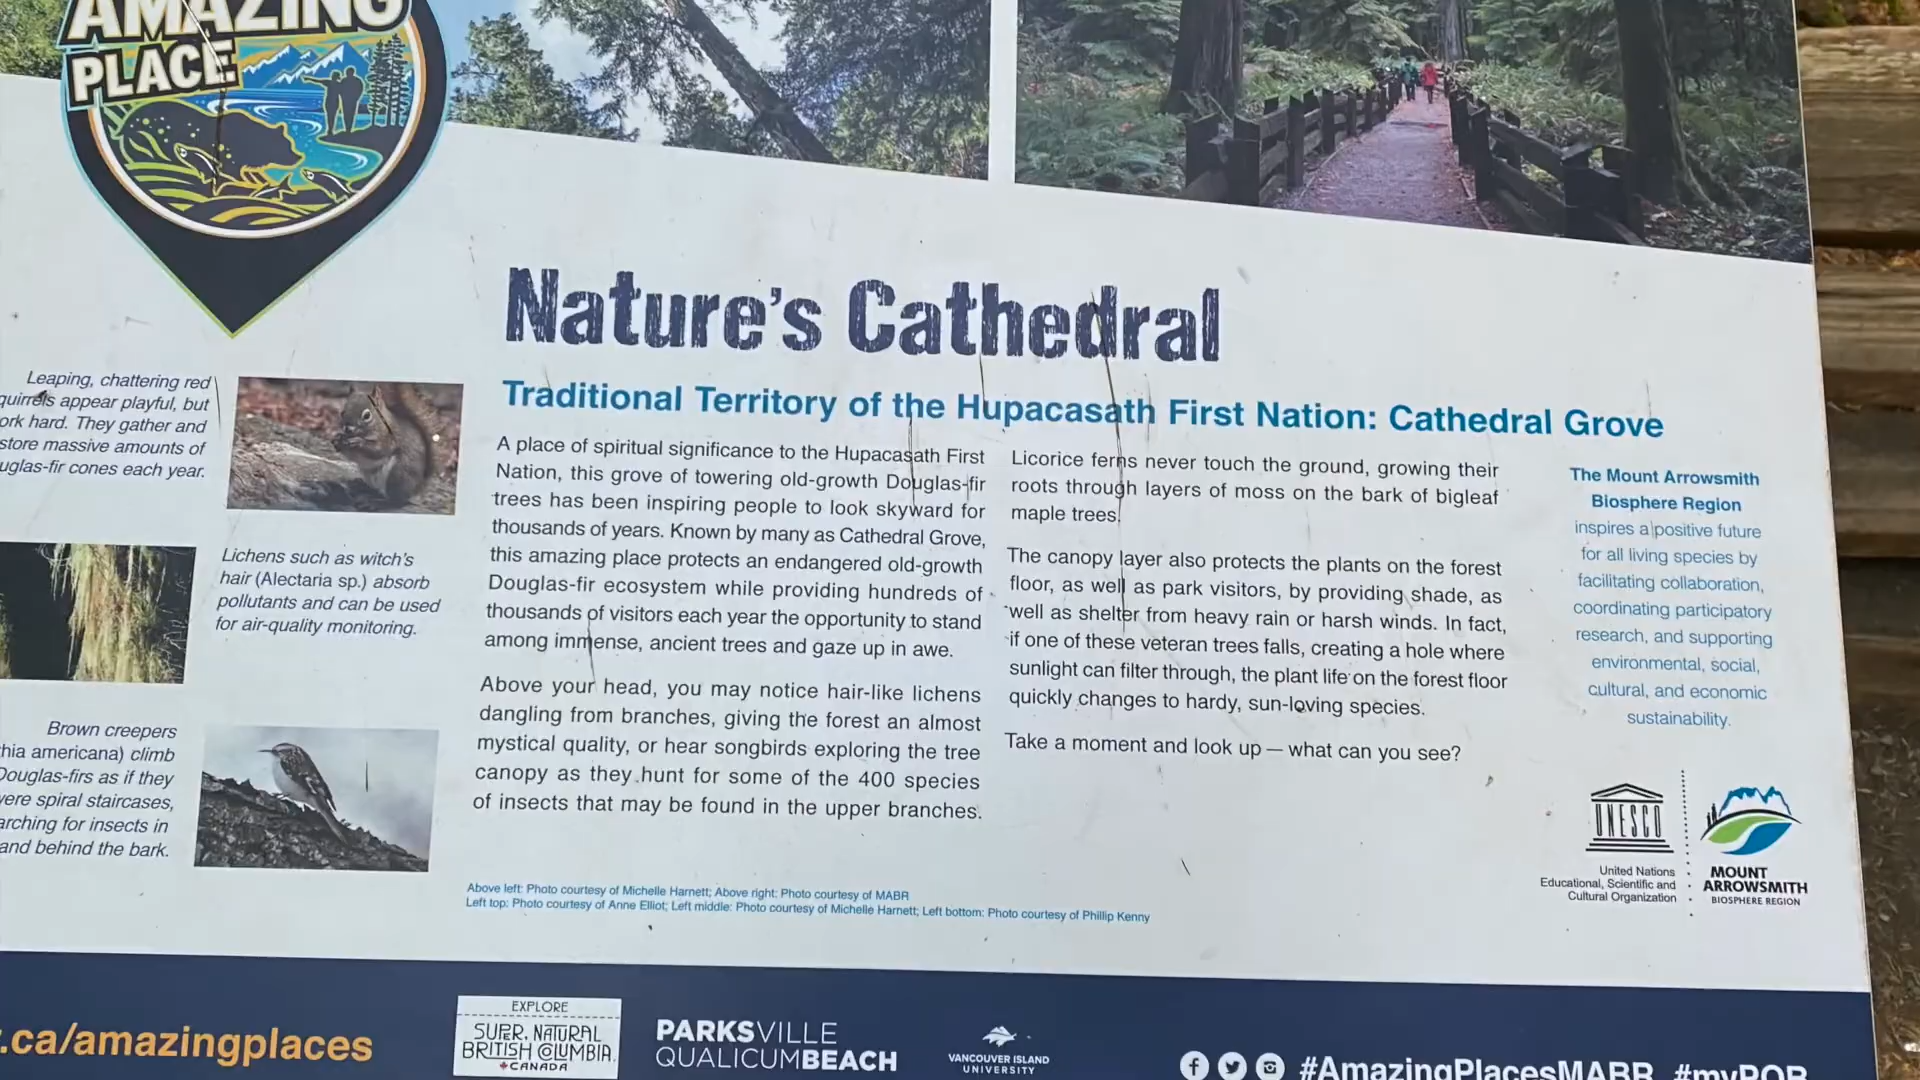 AMAZING
PLACE
Nature's Cathedral
Traditional Territory of the Hupacasath First Nation: Cathedral Grove
Leaping, chattering red
appear playful, but
hard. They gather and
store massive amounts of
cones each year.
Lichens such as witch's
hair (Alectaria sp.) absorb
pollutants and can be used
for air-quality monitoring.
Brown creepers
americana) climb
Douglas-firs as if they
spiral staircases,
for insects in
and behind the bark.
A place of spiritual significance to the Hupacasath First
Nation, this grove of towering old-growth Douglas-fir
trees has been inspiring people to look skyward for
thousands of years. Known by many as Cathedral Grove,
this amazing place protects an endangered old-growth
Douglas-fir ecosystem while providing hundreds of
thousands of visitors each year the opportunity to stand
among immense, ancient trees and gaze up in awe.
Above your head, you may notice hair-like lichens
dangling from branches, giving the forest an almost
mystical quality, or hear songbirds exploring the tree
canopy as they hunt for some of the 400 species
of insects that may be found in the upper branches.
Licorice ferns never touch the ground, growing their
roots through layers of moss on the bark of bigleaf
maple trees.
The canopy layer also protects the plants on the forest
floor, as well as park visitors, by providing shade, as
well as shelter from heavy rain or harsh winds. In fact,
if one of these veteran trees falls, creating a hole where
sunlight can filter through, the plant life on the forest floor
quickly changes to hardy, sun-loving species.
Take a moment and look up — what can you see?
The Mount Arrowsmith
Biosphere Region
inspires a positive future
for all living species by
facilitating collaboration,
coordinating participatory
research, and supporting
environmental, social,
cultural, and economic
sustainability.
UNESCO
United Nations
Educational, Scientific and
Cultural Organization
MOUNT
ARROWSMITH
BIOSPHERE REGION
Above left: Photo courtesy of Michelle Harnett; Above right: Photo courtesy of MABR
Left top: Photo courtesy of Anne Elliot; Left middle: Photo courtesy of Michelle Harnett; Left bottom: Photo courtesy of Phillip Kenny
.ca/amazingplaces
EXPLORE
SUPER, NATURAL
BRITISH COLUMBIA
CANADA
PARKSVILLE
QUALICUMBEACH
VANCOUVER ISLAND
UNIVERSITY
#AmazingPlacesMABR #myPQB